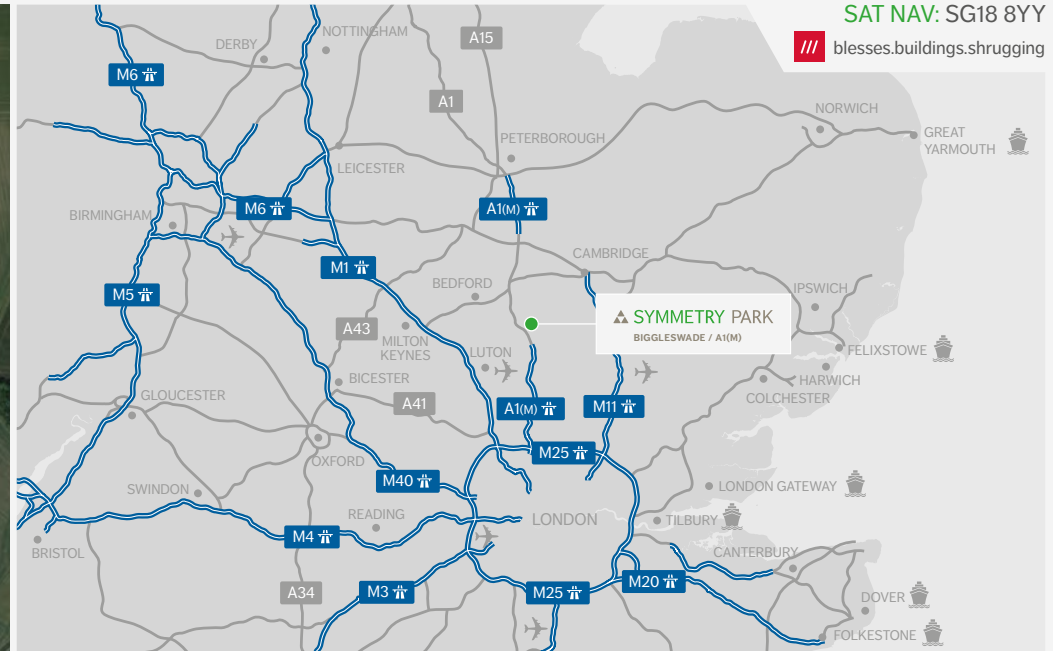 SAT NAV: SG18 8YY
/// blesses.buildings.shrugging
NOTTINGHAM
A15
DERBY
M6
A1
NORWICH
PETERBOROUGH
GREAT
YARMOUTH
LEICESTER
M6
A1(M)
BIRMINGHAM
CAMBRIDGE
M1
BEDFORD
IPSWICH
M5
SYMMETRY PARK
BIGGLESWADE / A1(M)
A43
MILTON
KEYNES
LUTON
FELIXSTOWE
BICESTER
HARWICH
GLOUCESTER
COLCHESTER
A41
A1(M)
M11
M25
OXFORD
M40
LONDON GATEWAY
SWINDON
READING
LONDON
TILBURY
M4
BRISTOL
CANTERBURY
M20
A34
M3
M25
DOVER
FOLKESTONE